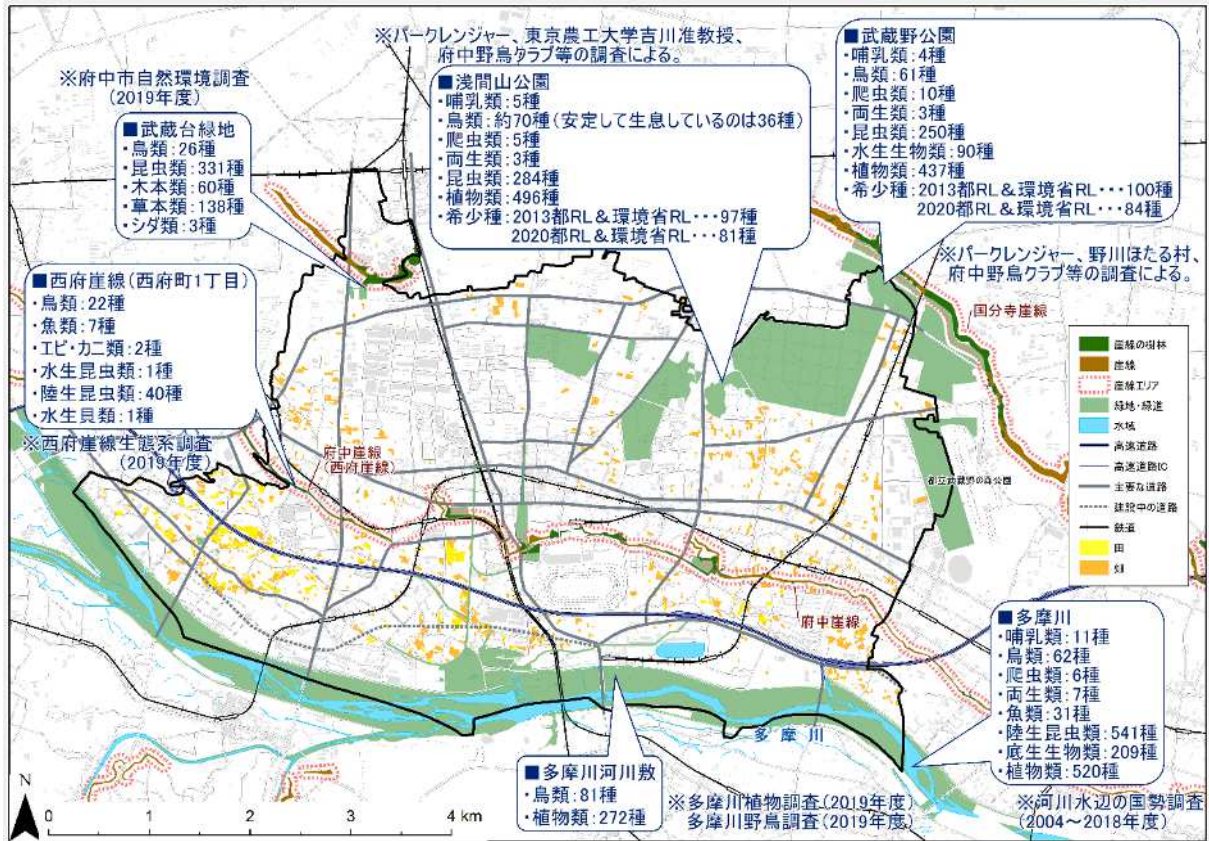 ※パークレンジャー、東京農工大学吉川准教授、
府中野鳥クラブ等の調査による。
■浅間山公園
・哺乳類：5種
・鳥類：約70種（安定して生息しているのは36種）
・爬虫類：5種
・両生類：3種
・昆虫類：284種
・植物類：496種
・希少種：2013都RL＆環境省RL・・・97種
2020都RL＆環境省RL・・・81種
■武蔵野公園
・哺乳類：4種
・鳥類：61種
・爬虫類：10種
・両生類：3種
・昆虫類：250種
・水生生物類：90種
・植物類：437種
・希少種：2013都RL＆環境省RL・・・100種
2020都RL＆環境省RL・・・84種
※パークレンジャー、野川ほたる村、
府中野鳥クラブ等の調査による。
※府中市自然環境調査
（2019年度）
■武蔵台緑地
・鳥類：26種
・昆虫類：331種
・木本類：60種
・草本類：138種
・シダ類：3種
■西府崖線（西府町1丁目）
・鳥類：22種
・魚類：7種
・エビ・カニ類：2種
・水生昆虫類：1種
・陸生昆虫類：40種
・水生貝類：1種
※西府崖線生態系調査
（2019年度）
府中崖線
（西府崖線）
国分寺崖線
崖線の樹林
崖線
崖線エリア
緑地・緑道
水域
高速道路
高速道路IC
主要な道路
建設中の道路
鉄道
田
畑
都立武蔵野の森公園
府中崖線
多摩川
■多摩川
・哺乳類：11種
・鳥類：62種
・爬虫類：6種
・両生類：7種
・魚類：31種
・陸生昆虫類：541種
・底生生物類：209種
・植物類：520種
※河川水辺の国勢調査
（2004～2018年度）
■多摩川河川敷
・鳥類：81種
・植物類：272種
※多摩川植物調査（2019年度）
多摩川野鳥調査（2019年度）
N
0 1 2 3 4 km